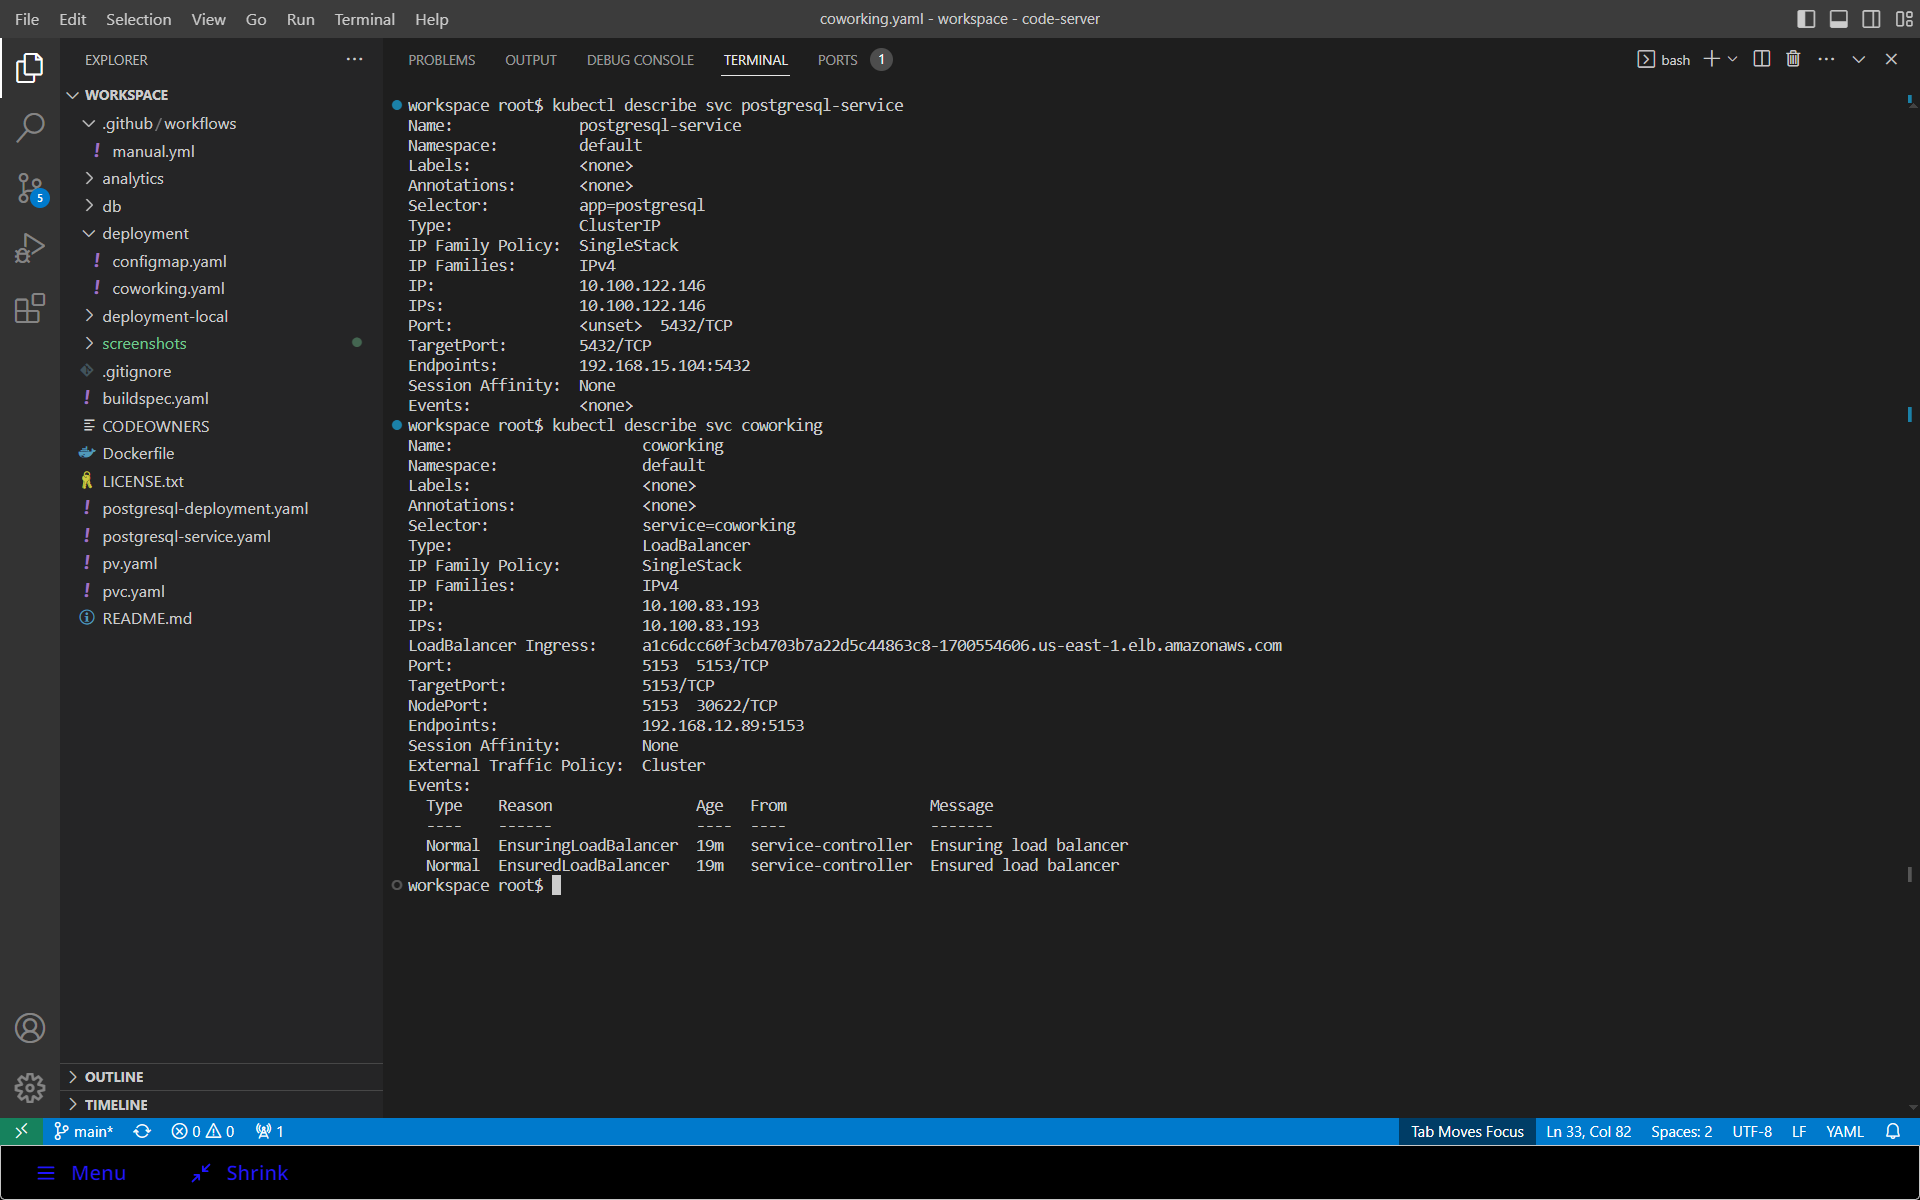 File Edit Selection View Go Run Terminal Help
coworking.yaml - workspace - code-server
EXPLORER
WORKSPACE
.github/workflows
! manual.yml
analytics
db
deployment
! configmap.yaml
! coworking.yaml
deployment-local
screenshots
.gitignore
! buildspec.yaml
CODEOWNERS
Dockerfile
LICENSE.txt
! postgresql-deployment.yaml
! postgresql-service.yaml
! pv.yaml
! pvc.yaml
README.md
OUTLINE
TIMELINE
5
PROBLEMS OUTPUT DEBUG CONSOLE TERMINAL PORTS 1
bash
workspace root$ kubectl describe svc postgresql-service
Name: postgresql-service
Namespace: default
Labels: <none>
Annotations: <none>
Selector: app=postgresql
Type: ClusterIP
IP Family Policy: SingleStack
IP Families: IPv4
IP: 10.100.122.146
IPs: 10.100.122.146
Port: <unset> 5432/TCP
TargetPort: 5432/TCP
Endpoints: 192.168.15.104:5432
Session Affinity: None
Events: <none>
workspace root$ kubectl describe svc coworking
Name: coworking
Namespace: default
Labels: <none>
Annotations: <none>
Selector: service=coworking
Type: LoadBalancer
IP Family Policy: SingleStack
IP Families: IPv4
IP: 10.100.83.193
IPs: 10.100.83.193
LoadBalancer Ingress: a1c6dcc60f3cb4703b7a22d5c44863c8-1700554606.us-east-1.elb.amazonaws.com
Port: 5153 5153/TCP
TargetPort: 5153/TCP
NodePort: 5153 30622/TCP
Endpoints: 192.168.12.89:5153
Session Affinity: None
External Traffic Policy: Cluster
Events:
Type Reason Age From Message
---- ------ ---- ---- -------
Normal EnsuringLoadBalancer 19m service-controller Ensuring load balancer
Normal EnsuredLoadBalancer 19m service-controller Ensured load balancer
workspace root$
main* 0 0 1
Tab Moves Focus Ln 33, Col 82 Spaces: 2 UTF-8 LF YAML
Menu Shrink